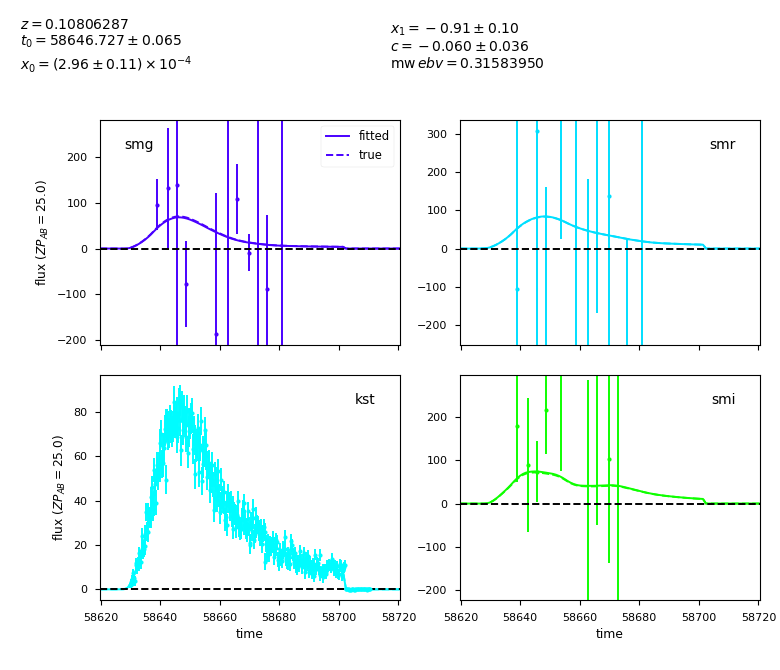 z = 0.10806287
t0 = 58646.727 ± 0.065
x0 = (2.96 ± 0.11) × 10^−4
x1 = −0.91 ± 0.10
c = −0.060 ± 0.036
mw ebv = 0.31583950
smg
fitted
true
200
100
0
−100
−200
flux (ZP_AB = 25.0)
smr
300
200
100
0
−100
−200
kst
80
60
40
20
0
flux (ZP_AB = 25.0)
58620 58640 58660 58680 58700 58720
time
smi
200
100
0
−100
−200
58620 58640 58660 58680 58700 58720
time